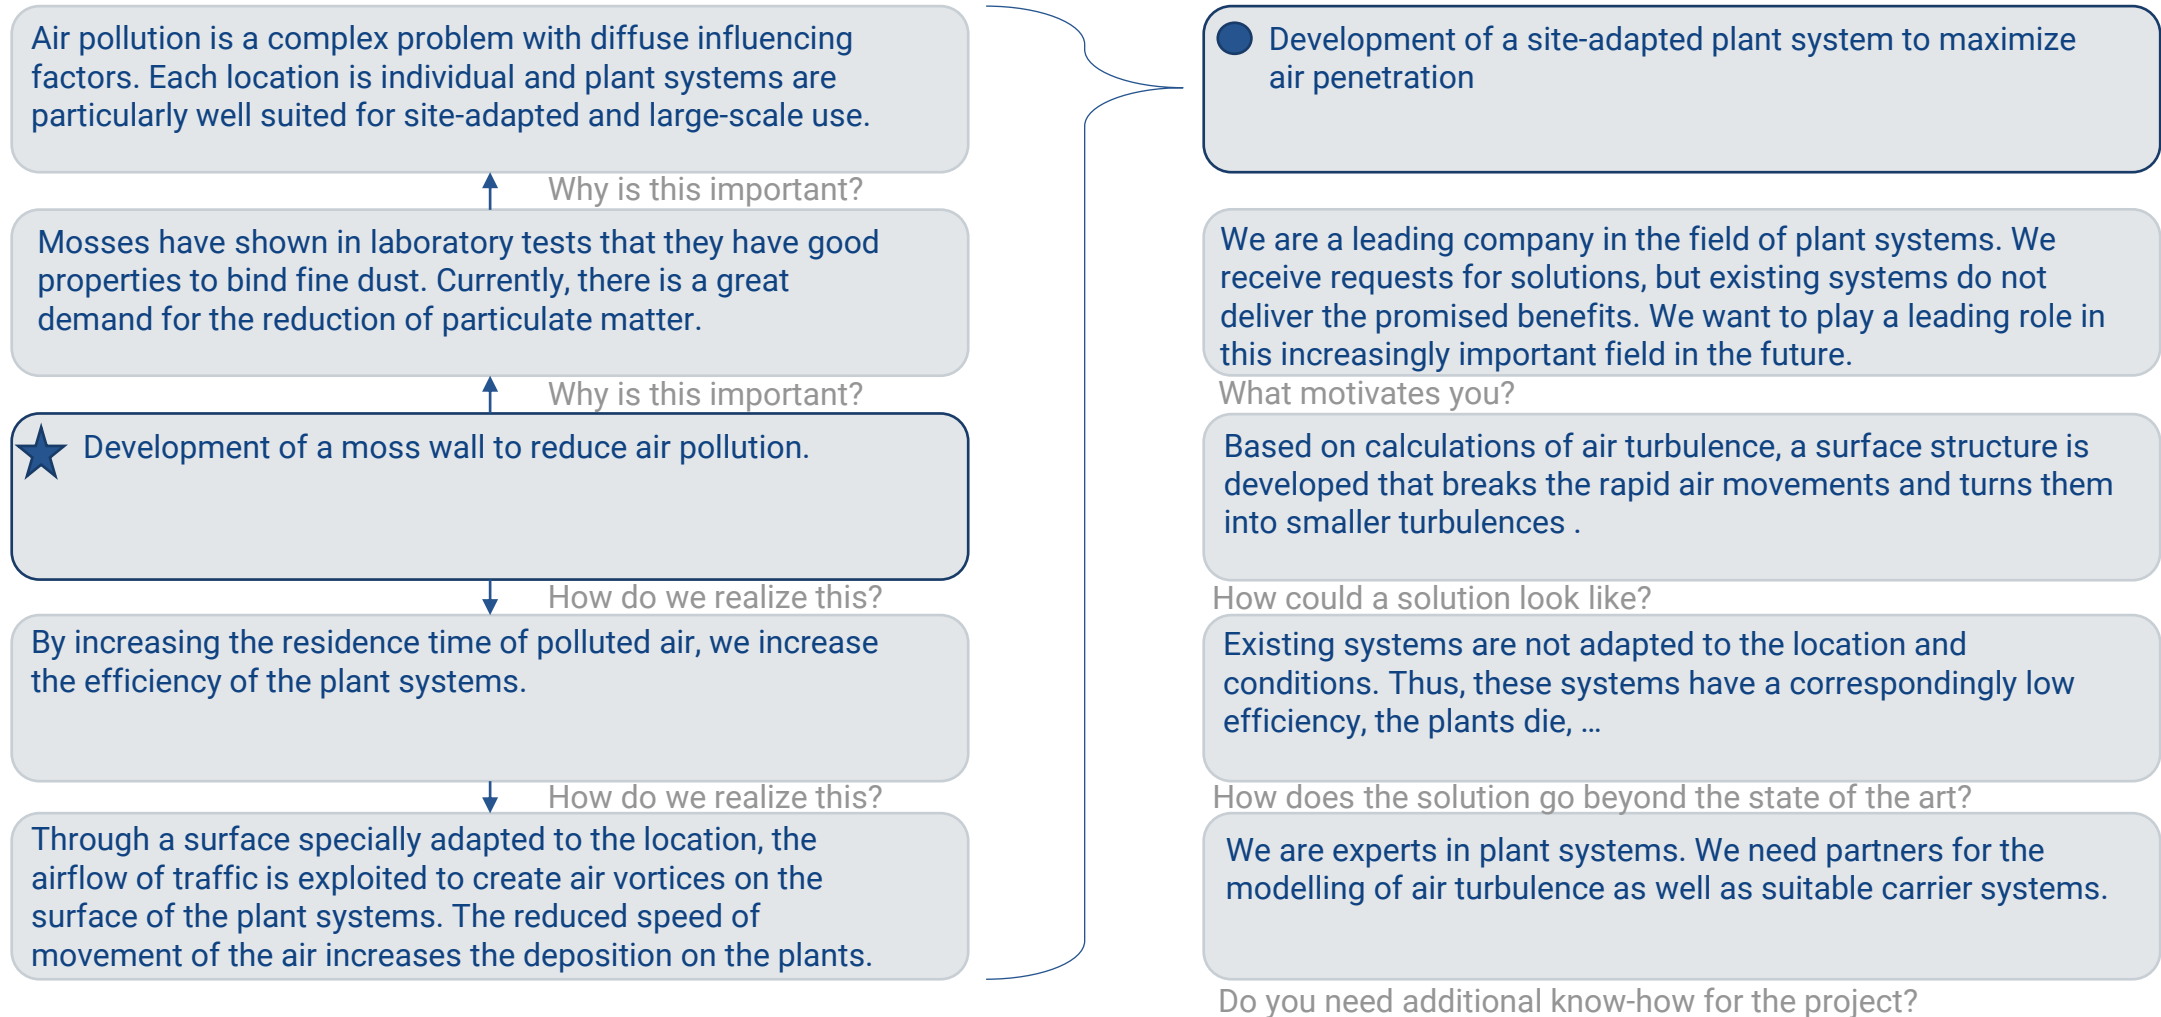 Air pollution is a complex problem with diffuse influencing
factors. Each location is individual and plant systems are
particularly well suited for site-adapted and large-scale use.
Why is this important?
Mosses have shown in laboratory tests that they have good
properties to bind fine dust. Currently, there is a great
demand for the reduction of particulate matter.
Why is this important?
Development of a moss wall to reduce air pollution.
How do we realize this?
By increasing the residence time of polluted air, we increase
the efficiency of the plant systems.
How do we realize this?
Through a surface specially adapted to the location, the
airflow of traffic is exploited to create air vortices on the
surface of the plant systems. The reduced speed of
movement of the air increases the deposition on the plants.
Development of a site-adapted plant system to maximize
air penetration
We are a leading company in the field of plant systems. We
receive requests for solutions, but existing systems do not
deliver the promised benefits. We want to play a leading role in
this increasingly important field in the future.
What motivates you?
Based on calculations of air turbulence, a surface structure is
developed that breaks the rapid air movements and turns them
into smaller turbulences .
How could a solution look like?
Existing systems are not adapted to the location and
conditions. Thus, these systems have a correspondingly low
efficiency, the plants die, ...
How does the solution go beyond the state of the art?
We are experts in plant systems. We need partners for the
modelling of air turbulence as well as suitable carrier systems.
Do you need additional know-how for the project?